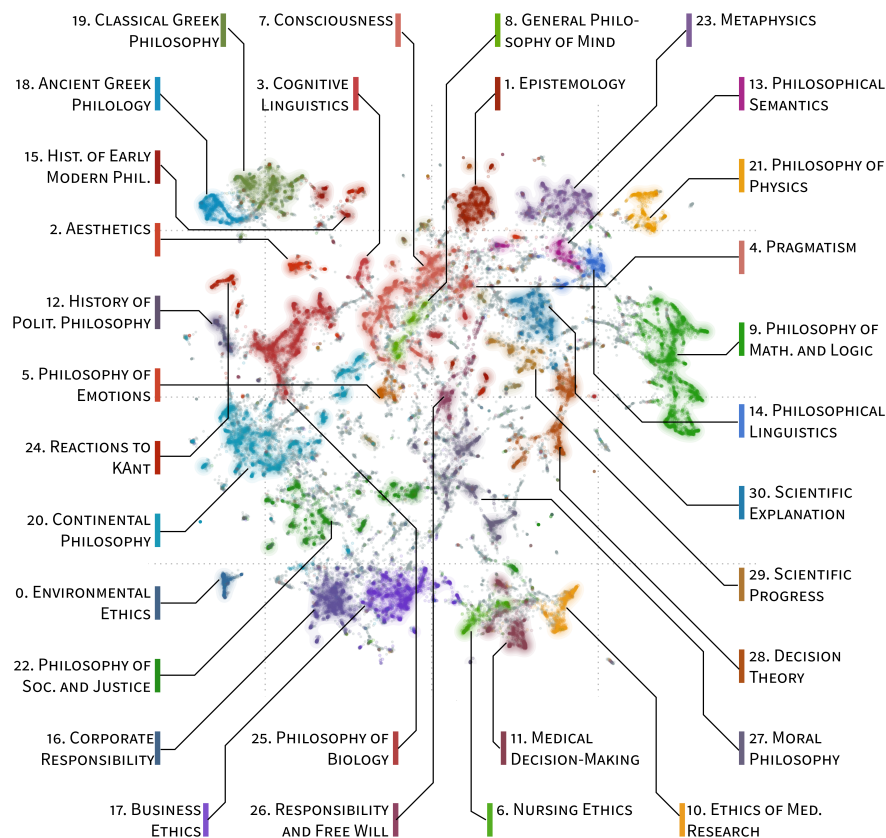 19. Classical Greek
Philosophy
7. Consciousness
8. General Philo-
sophy of Mind
23. Metaphysics
18. Ancient Greek
Philology
3. Cognitive
Linguistics
1. Epistemology
13. Philosophical
Semantics
15. Hist. of Early
Modern Phil.
21. Philosophy of
Physics
2. Aesthetics
4. Pragmatism
12. History of
Polit. Philosophy
9. Philosophy of
Math. and Logic
5. Philosophy of
Emotions
14. Philosophical
Linguistics
24. Reactions to
KAnt
30. Scientific
Explanation
20. Continental
Philosophy
29. Scientific
Progress
0. Environmental
Ethics
28. Decision
Theory
22. Philosophy of
Soc. and Justice
16. Corporate
Responsibility
25. Philosophy of
Biology
11. Medical
Decision-Making
27. Moral
Philosophy
17. Business
Ethics
26. Responsibility
and Free Will
6. Nursing Ethics
10. Ethics of Med.
Research